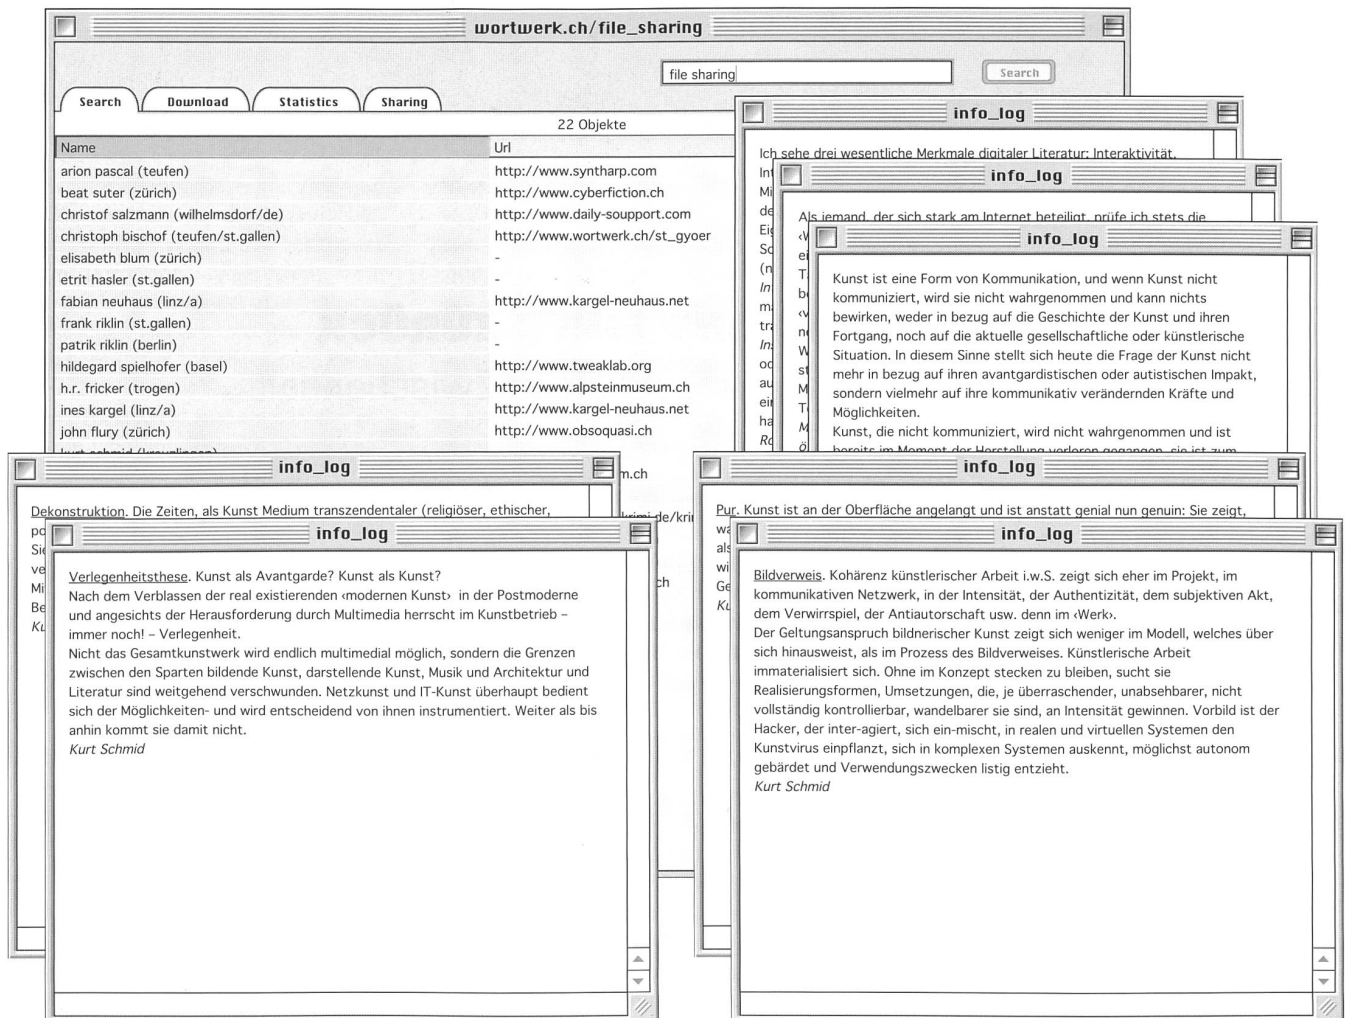 wortwerk.ch/file_sharing
file sharing
Search
Search Download Statistics Sharing
22 Objekte
Name Url
arion pascal (teufen) http://www.syntharp.com
beat suter (zürich) http://www.cyberfiction.ch
christof salzmann (wilhelmsdorf/de) http://www.daily-soupport.com
christoph bischof (teufen/st.gallen) http://www.wortwerk.ch/st_gyoer
elisabeth blum (zürich) -
etrit hasler (st.gallen) -
fabian neuhaus (linz/a) http://www.kargel-neuhaus.net
frank riklin (st.gallen) -
patrik riklin (berlin) -
hildegard spielhofer (basel) http://www.tweaklab.org
h.r. fricker (trogen) http://www.alpsteinmuseum.ch
ines kargel (linz/a) http://www.kargel-neuhaus.net
john flury (zürich) http://www.obsoquasi.ch
info_log
Ich sehe drei wesentliche Merkmale digitaler Literatur: Interaktivität,
info_log
Als jemand, der sich stark am Internet beteiligt, prüfe ich stets die
info_log
Kunst ist eine Form von Kommunikation, und wenn Kunst nicht
kommuniziert, wird sie nicht wahrgenommen und kann nichts
bewirken, weder in bezug auf die Geschichte der Kunst und ihren
Fortgang, noch auf die aktuelle gesellschaftliche oder künstlerische
Situation. In diesem Sinne stellt sich heute die Frage der Kunst nicht
mehr in bezug auf ihren avantgardistischen oder autistischen Impakt,
sondern vielmehr auf ihre kommunikativ verändernden Kräfte und
Möglichkeiten.
Kunst, die nicht kommuniziert, wird nicht wahrgenommen und ist
bereits im Moment der Herstellung verloren gegangen, sie ist zum
info_log
Dekonstruktion. Die Zeiten, als Kunst Medium transzendentaler (religiöser, ethischer,
info_log
Verlegenheitsthese. Kunst als Avantgarde? Kunst als Kunst?
Nach dem Verblassen der real existierenden ‹modernen Kunst› in der Postmoderne
und angesichts der Herausforderung durch Multimedia herrscht im Kunstbetrieb –
immer noch! – Verlegenheit.
Nicht das Gesamtkunstwerk wird endlich multimedial möglich, sondern die Grenzen
zwischen den Sparten bildende Kunst, darstellende Kunst, Musik und Architektur und
Literatur sind weitgehend verschwunden. Netzkunst und IT-Kunst überhaupt bedient
sich der Möglichkeiten- und wird entscheidend von ihnen instrumentiert. Weiter als bis
anhin kommt sie damit nicht.
Kurt Schmid
info_log
Pur. Kunst ist an der Oberfläche angelangt und ist anstatt genial nun genuin: Sie zeigt,
info_log
Bildverweis. Kohärenz künstlerischer Arbeit i.w.S. zeigt sich eher im Projekt, im
kommunikativen Netzwerk, in der Intensität, der Authentizität, dem subjektiven Akt,
dem Verwirrspiel, der Antiautorschaft usw. denn im ‹Werk›.
Der Geltungsanspruch bildnerischer Kunst zeigt sich weniger im Modell, welches über
sich hinausweist, als im Prozess des Bildverweises. Künstlerische Arbeit
immaterialisiert sich. Ohne im Konzept stecken zu bleiben, sucht sie
Realisierungsformen, Umsetzungen, die, je überraschender, unabsehbarer, nicht
vollständig kontrollierbar, wandelbarer sie sind, an Intensität gewinnen. Vorbild ist der
Hacker, der inter-agiert, sich ein-mischt, in realen und virtuellen Systemen den
Kunstvirus einpflanzt, sich in komplexen Systemen auskennt, möglichst autonom
gebärdet und Verwendungszwecken listig entzieht.
Kurt Schmid